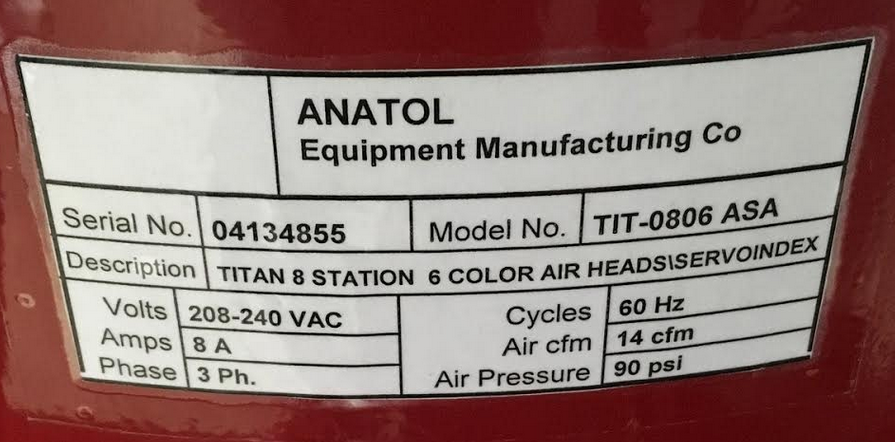 ANATOL
Equipment Manufacturing Co
Serial No. 04134855 Model No. TIT-0806 ASA
Description TITAN 8 STATION 6 COLOR AIR HEADS\SERVOINDEX
Volts 208-240 VAC Cycles 60 Hz
Amps 8 A Air cfm 14 cfm
Phase 3 Ph. Air Pressure 90 psi